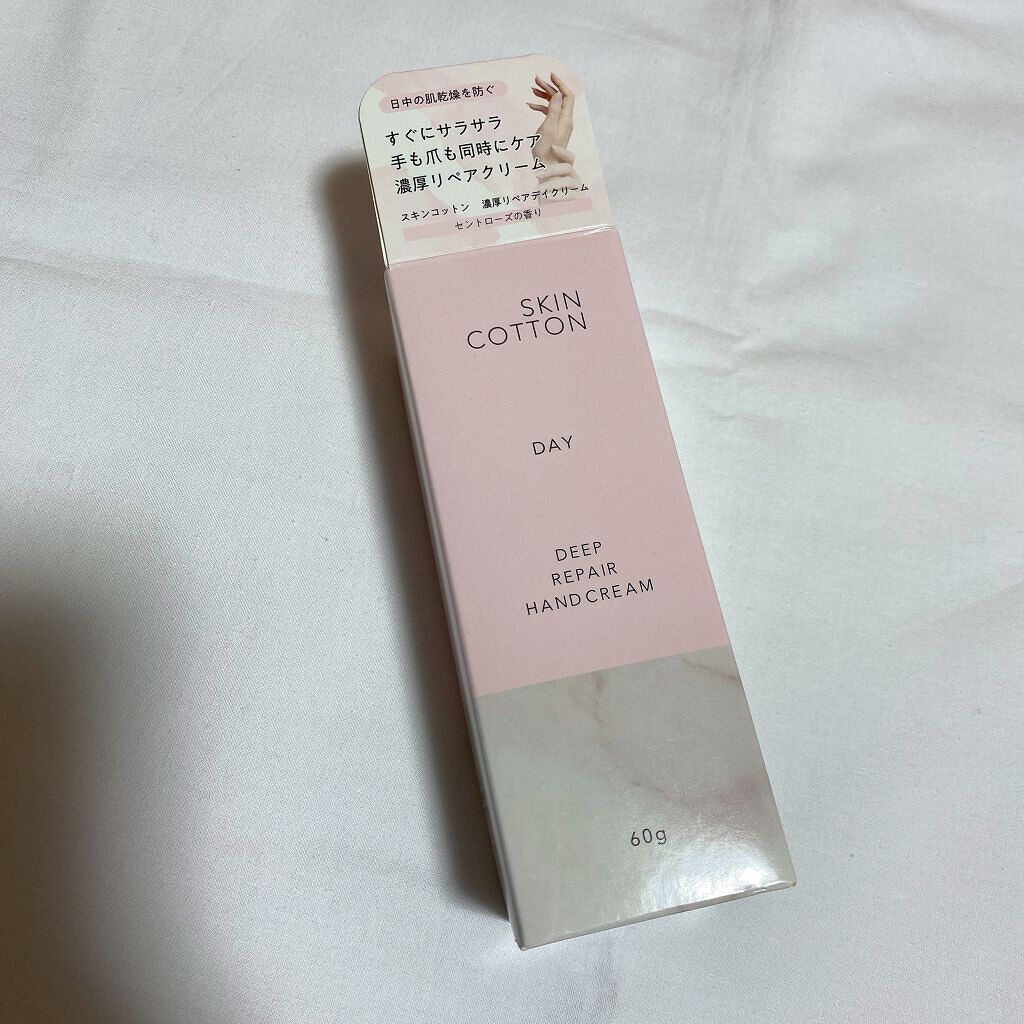 日中の肌乾燥を防ぐ
すぐにサラサラ
手も爪も同時にケア
濃厚リペアクリーム
スキンコットン 濃厚リペアデイクリーム
セントローズの香り
SKIN
COTTON
DAY
DEEP
REPAIR
HANDCREAM
60g